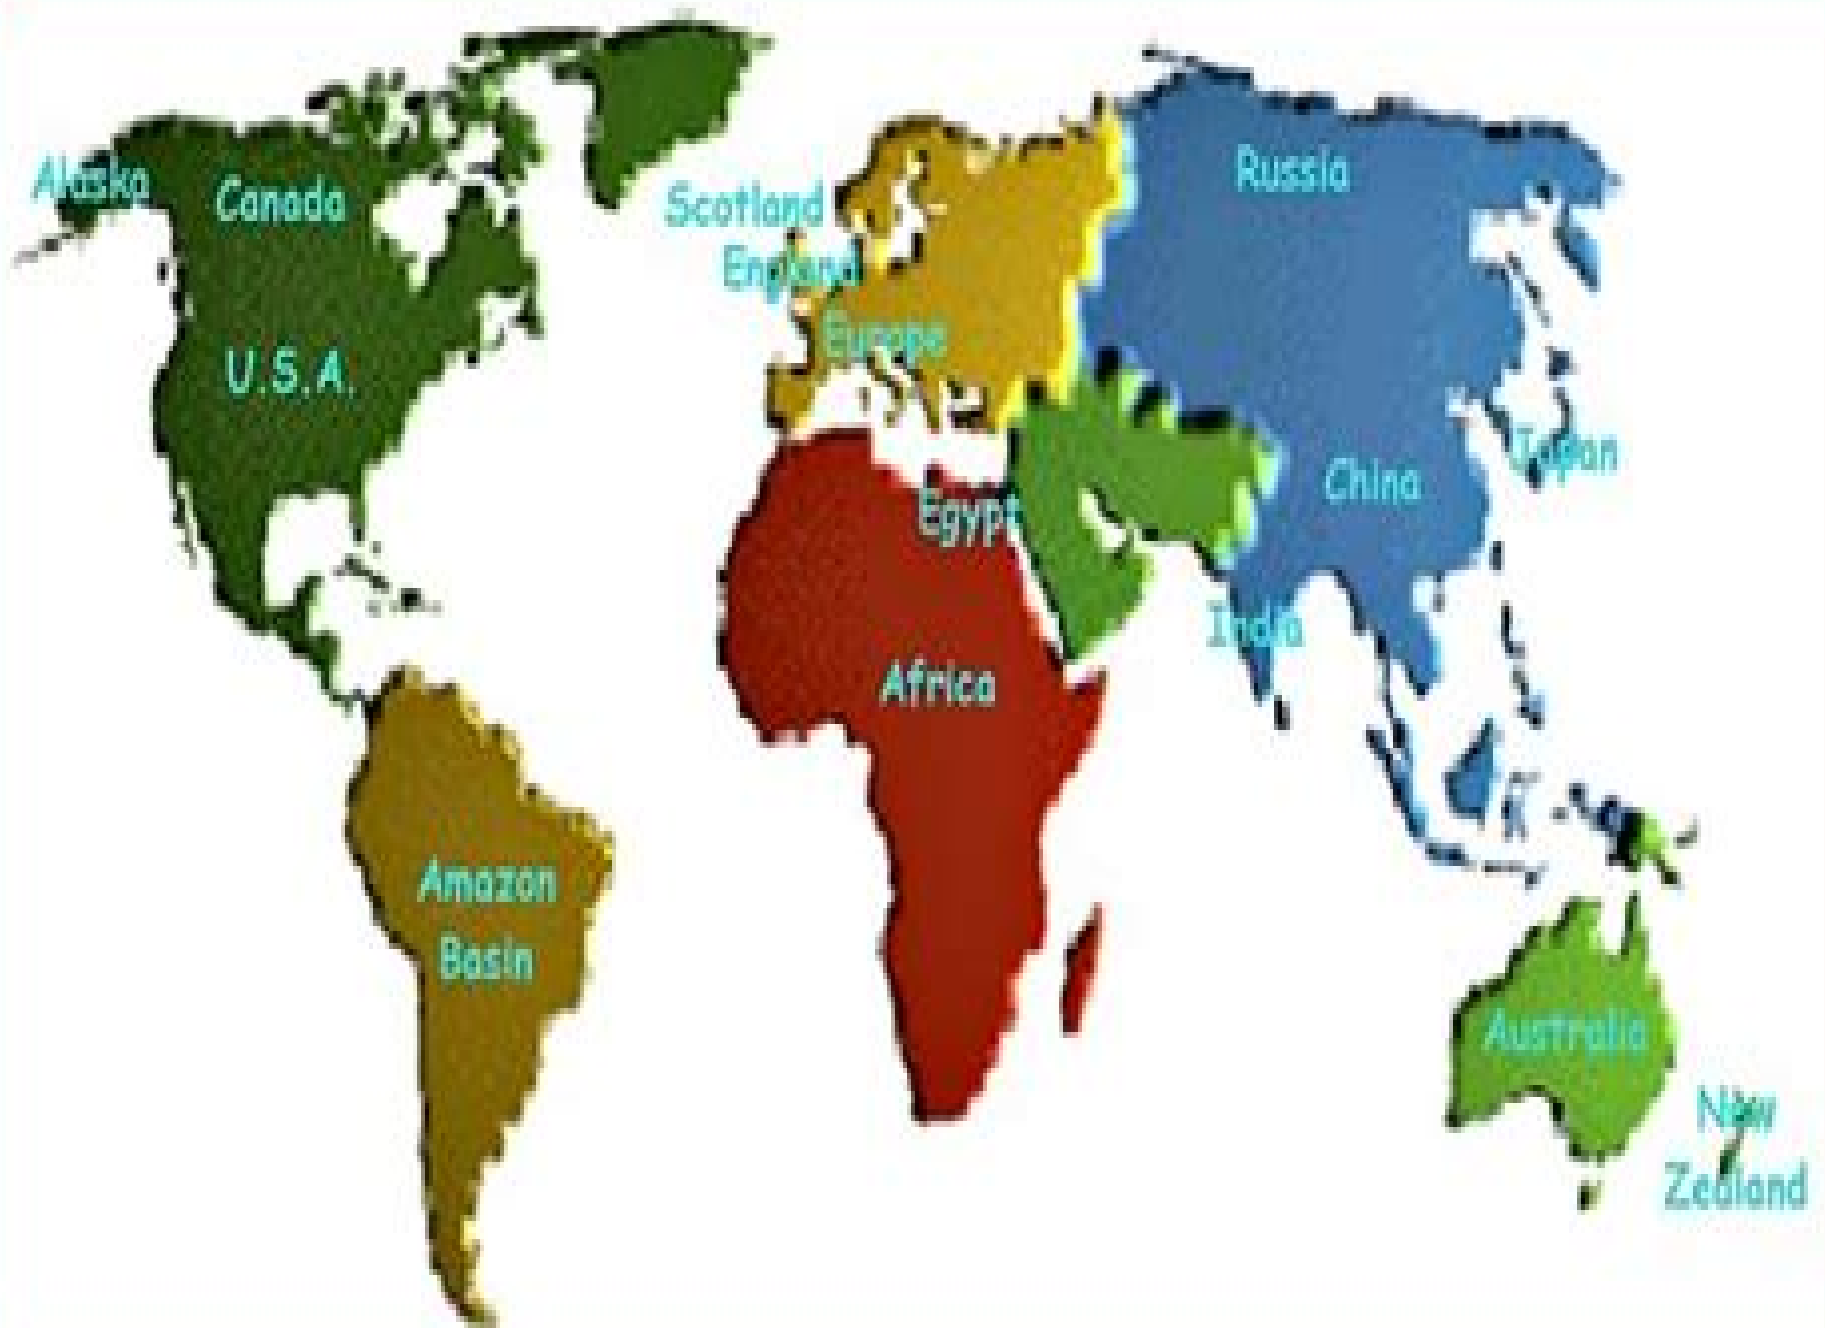 Alaska
Canada
U.S.A.
Scotland
England
Europe
Russia
China
Japan
Egypt
India
Africa
Amazon
Basin
Australia
New
Zealand